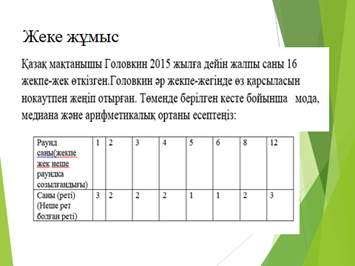 Жеке жұмыс
Қазақ мақтанышы Головкин 2015 жылға дейін жалпы саны 16
жекпе-жек өткізген.Головкин әр жекпе-жегінде өз қарсыласын
нокаутпен жеңіп отырған. Төменде берілген кесте бойынша мода,
медиана және арифметикалық ортаны есептеңіз:
Раунд саны(жекпе жек неше раундка созылғандығы) 1 2 3 4 5 6 8 12
Саны (реті) (Неше рет болған реті) 3 2 2 2 1 1 2 3